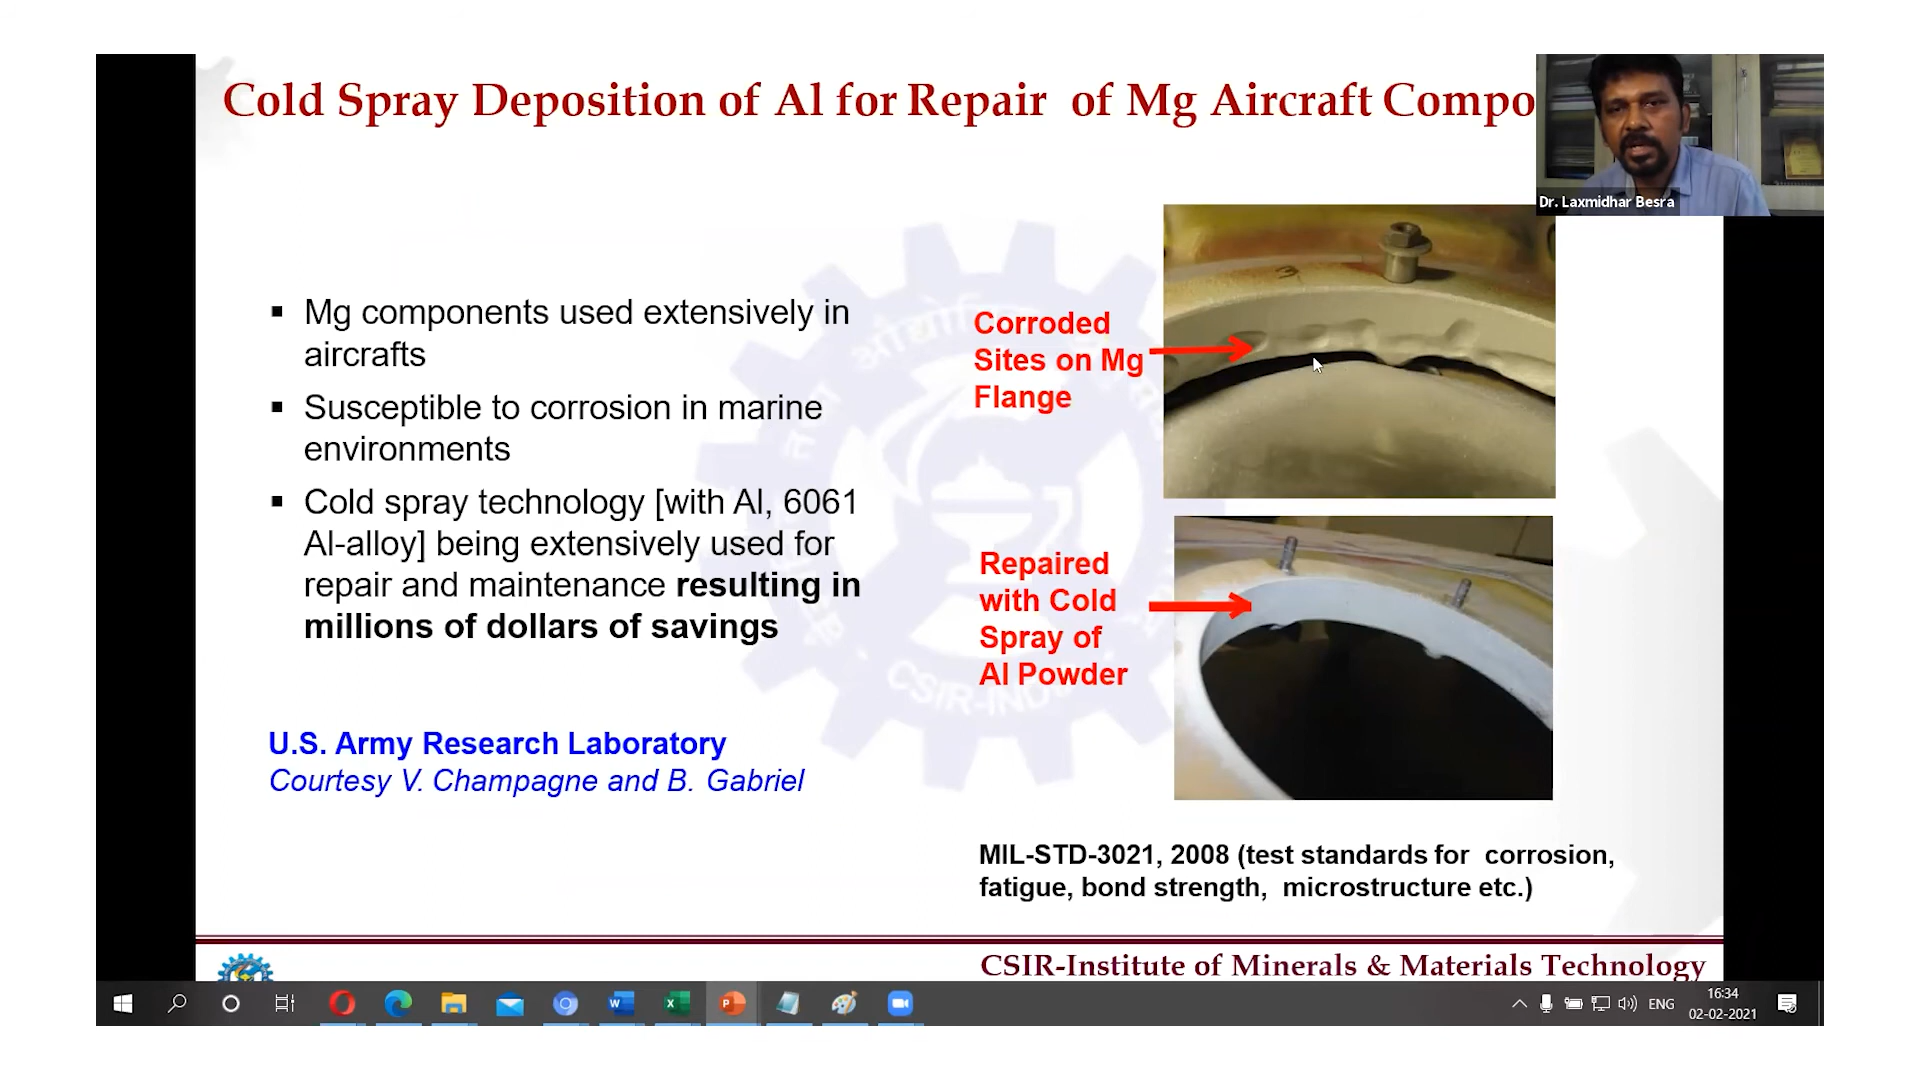 Cold Spray Deposition of Al for Repair of Mg Aircraft Compo
Dr. Laxmidhar Besra
▪ Mg components used extensively in
aircrafts
▪ Susceptible to corrosion in marine
environments
▪ Cold spray technology [with Al, 6061
Al-alloy] being extensively used for
repair and maintenance resulting in
millions of dollars of savings
U.S. Army Research Laboratory
Courtesy V. Champagne and B. Gabriel
Corroded
Sites on Mg
Flange
3
Repaired
with Cold
Spray of
Al Powder
MIL-STD-3021, 2008 (test standards for corrosion,
fatigue, bond strength, microstructure etc.)
CSIR-INDIA
CSIR-Institute of Minerals & Materials Technology
ENG
16:34
02-02-2021